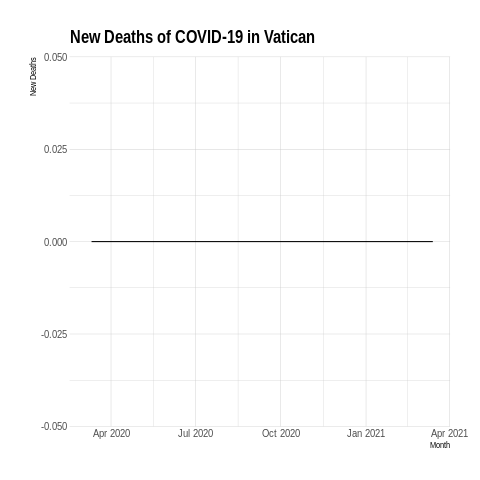 New Deaths of COVID-19 in Vatican
New Deaths
0.050
0.025
0.000
-0.025
-0.050
Apr 2020 Jul 2020 Oct 2020 Jan 2021 Apr 2021
Month